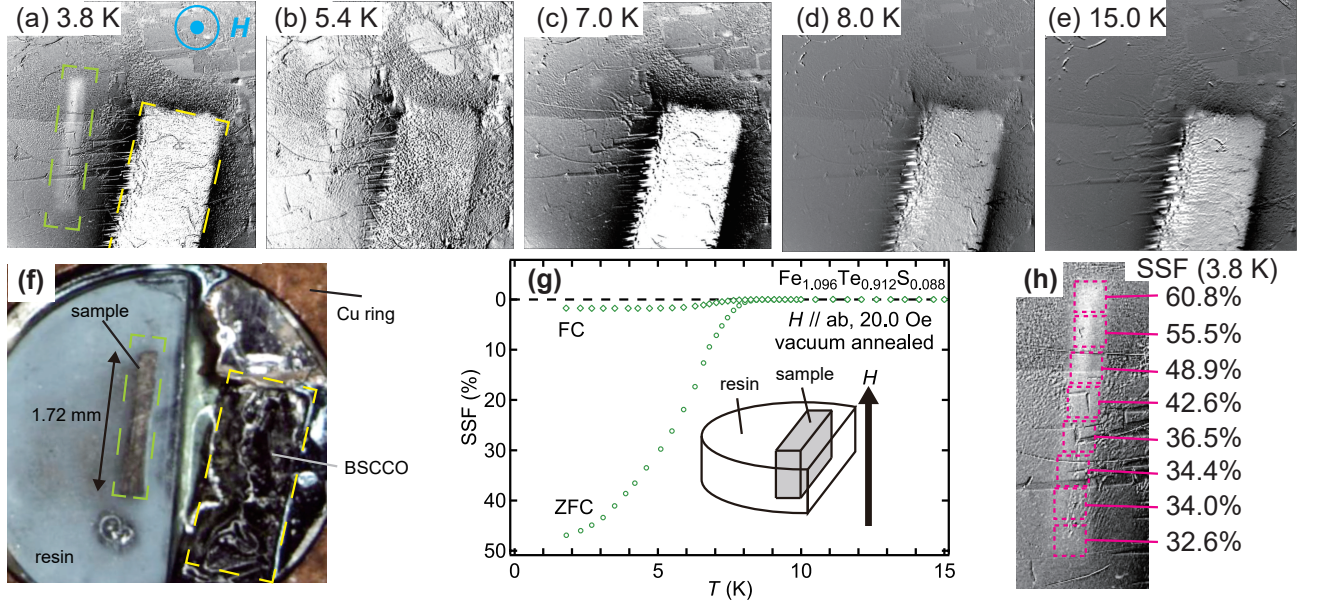 (a) 3.8 K
H
(b) 5.4 K
(c) 7.0 K
(d) 8.0 K
(e) 15.0 K
(f)
sample
1.72 mm
resin
Cu ring
BSCCO
(g)
Fe1.096Te0.912S0.088
H // ab, 20.0 Oe
vacuum annealed
FC
ZFC
resin
sample
H
SSF (%)
0
10
20
30
40
50
0 5 10 15
T (K)
(h)
SSF (3.8 K)
60.8%
55.5%
48.9%
42.6%
36.5%
34.4%
34.0%
32.6%